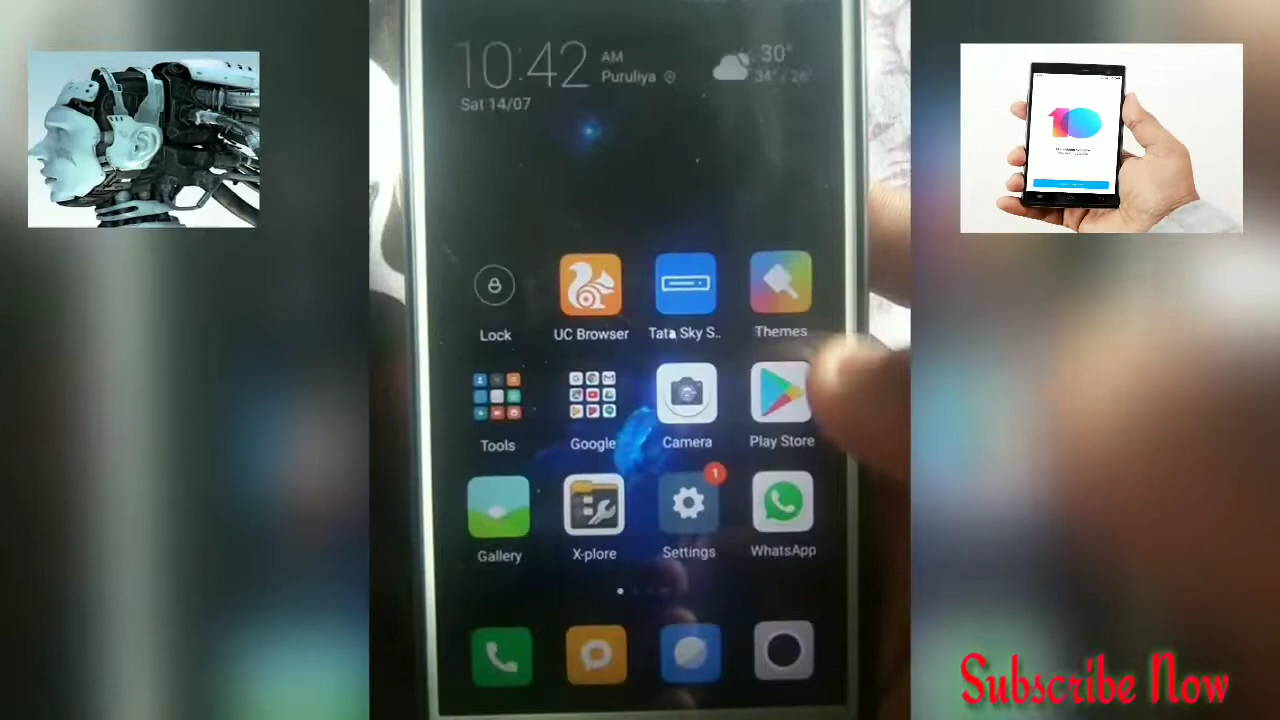 10:42 AM
Puruliya
Sat 14/07
30°
34° / 26°
10
Lock
UC Browser
Tata Sky S..
Themes
Tools
Google
Camera
Play Store
1
Gallery
X-plore
Settings
WhatsApp
Subscribe Now